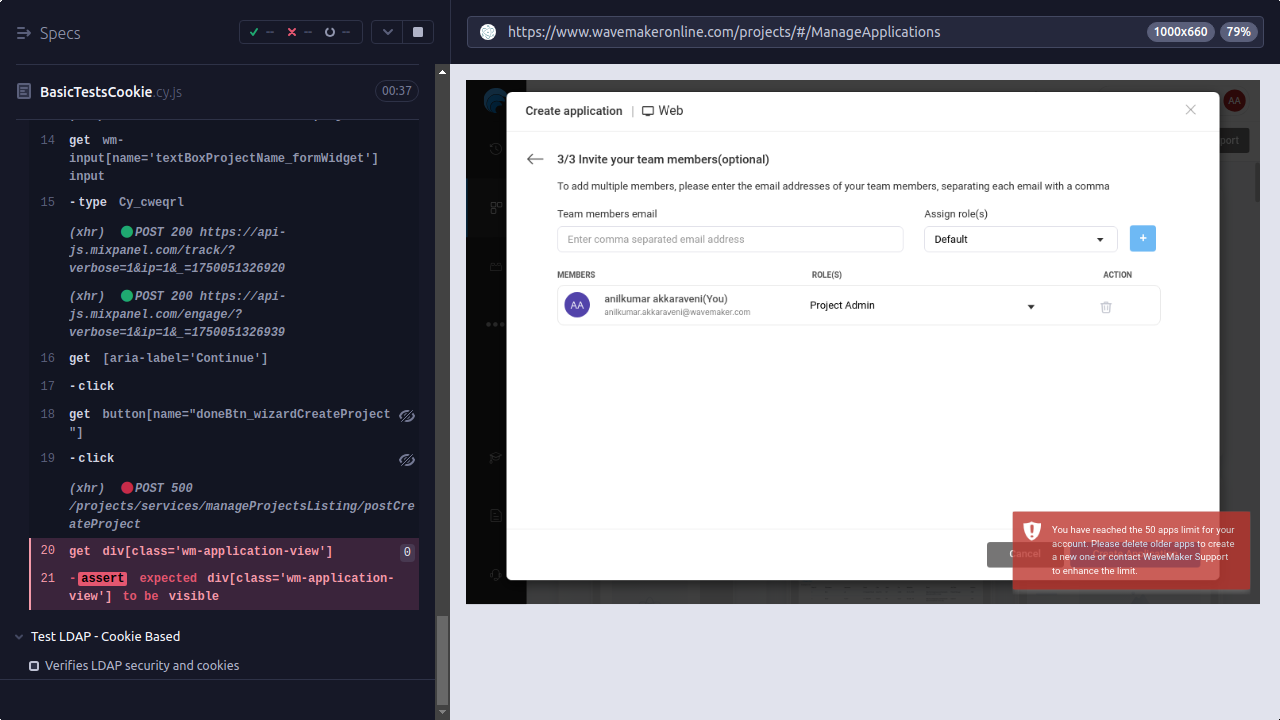 Specs
--
--
--
BasicTestsCookie.cy.js
00:37
14 get wm-
input[name='textBoxProjectName_formWidget']
input
15 -type Cy_cweqrl
(xhr) POST 200 https://api-
js.mixpanel.com/track/?
verbose=1&ip=1&_=1750051326920
(xhr) POST 200 https://api-
js.mixpanel.com/engage/?
verbose=1&ip=1&_=1750051326939
16 get [aria-label='Continue']
17 -click
18 get button[name="doneBtn_wizardCreateProject
"]
19 -click
(xhr) POST 500
/projects/services/manageProjectsListing/postCre
ateProject
20 get div[class='wm-application-view'] 0
21 -assert expected div[class='wm-application-
view'] to be visible
Test LDAP - Cookie Based
Verifies LDAP security and cookies
https://www.wavemakeronline.com/projects/#/ManageApplications
1000x660
79%
AA
port
Create application | Web
3/3 Invite your team members(optional)
To add multiple members, please enter the email addresses of your team members, separating each email with a comma
Team members email
Assign role(s)
Enter comma separated email address
Default
+
MEMBERS ROLE(S) ACTION
AA
anilkumar akkaraveni(You)
anilkumar.akkaraveni@wavemaker.com
Project Admin
Cancel
You have reached the 50 apps limit for your
account. Please delete older apps to create
a new one or contact WaveMaker Support
to enhance the limit.